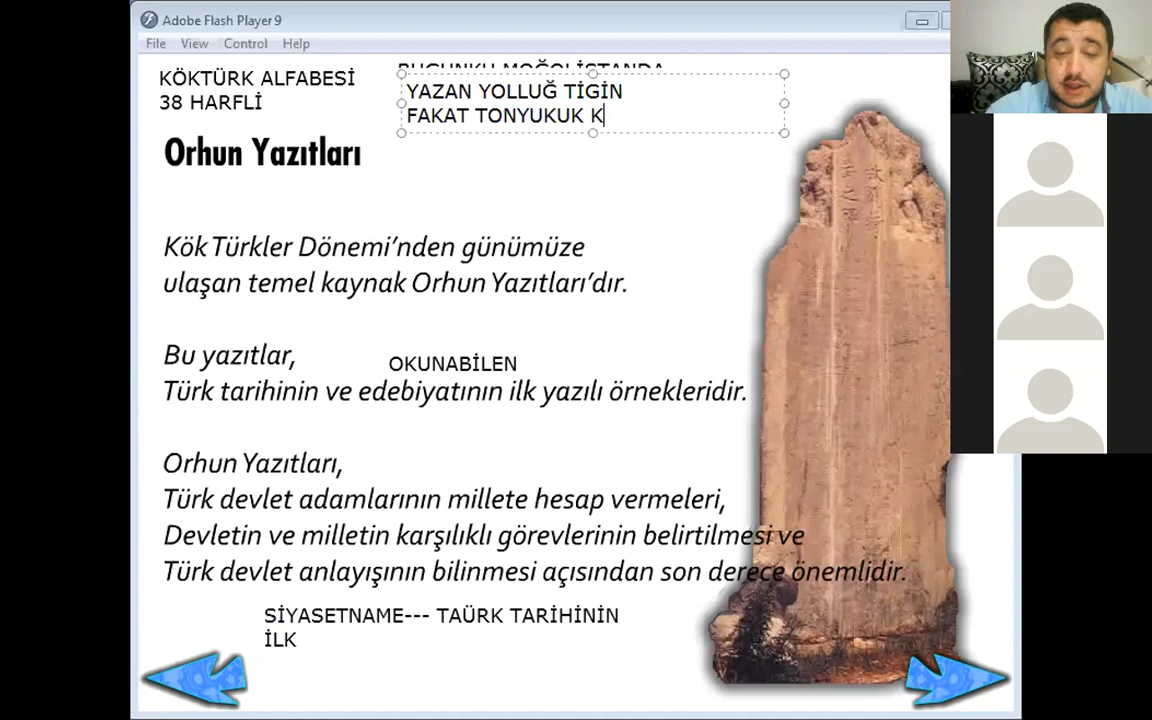 Adobe Flash Player 9
File View Control Help
KÖKTÜRK ALFABESİ
38 HARFLİ
BUGUNKU MOĞOLİSTANDA
YAZAN YOLLUĞ TİGİN
FAKAT TONYUKUK K
Orhun Yazıtları
Kök Türkler Dönemi’nden günümüze
ulaşan temel kaynak Orhun Yazıtları’dır.
Bu yazıtlar,
OKUNABİLEN
Türk tarihinin ve edebiyatının ilk yazılı örnekleridir.
Orhun Yazıtları,
Türk devlet adamlarının millete hesap vermeleri,
Devletin ve milletin karşılıklı görevlerinin belirtilmesi ve
Türk devlet anlayışının bilinmesi açısından son derece önemlidir.
SİYASETNAME--- TAÜRK TARİHİNİN
İLK